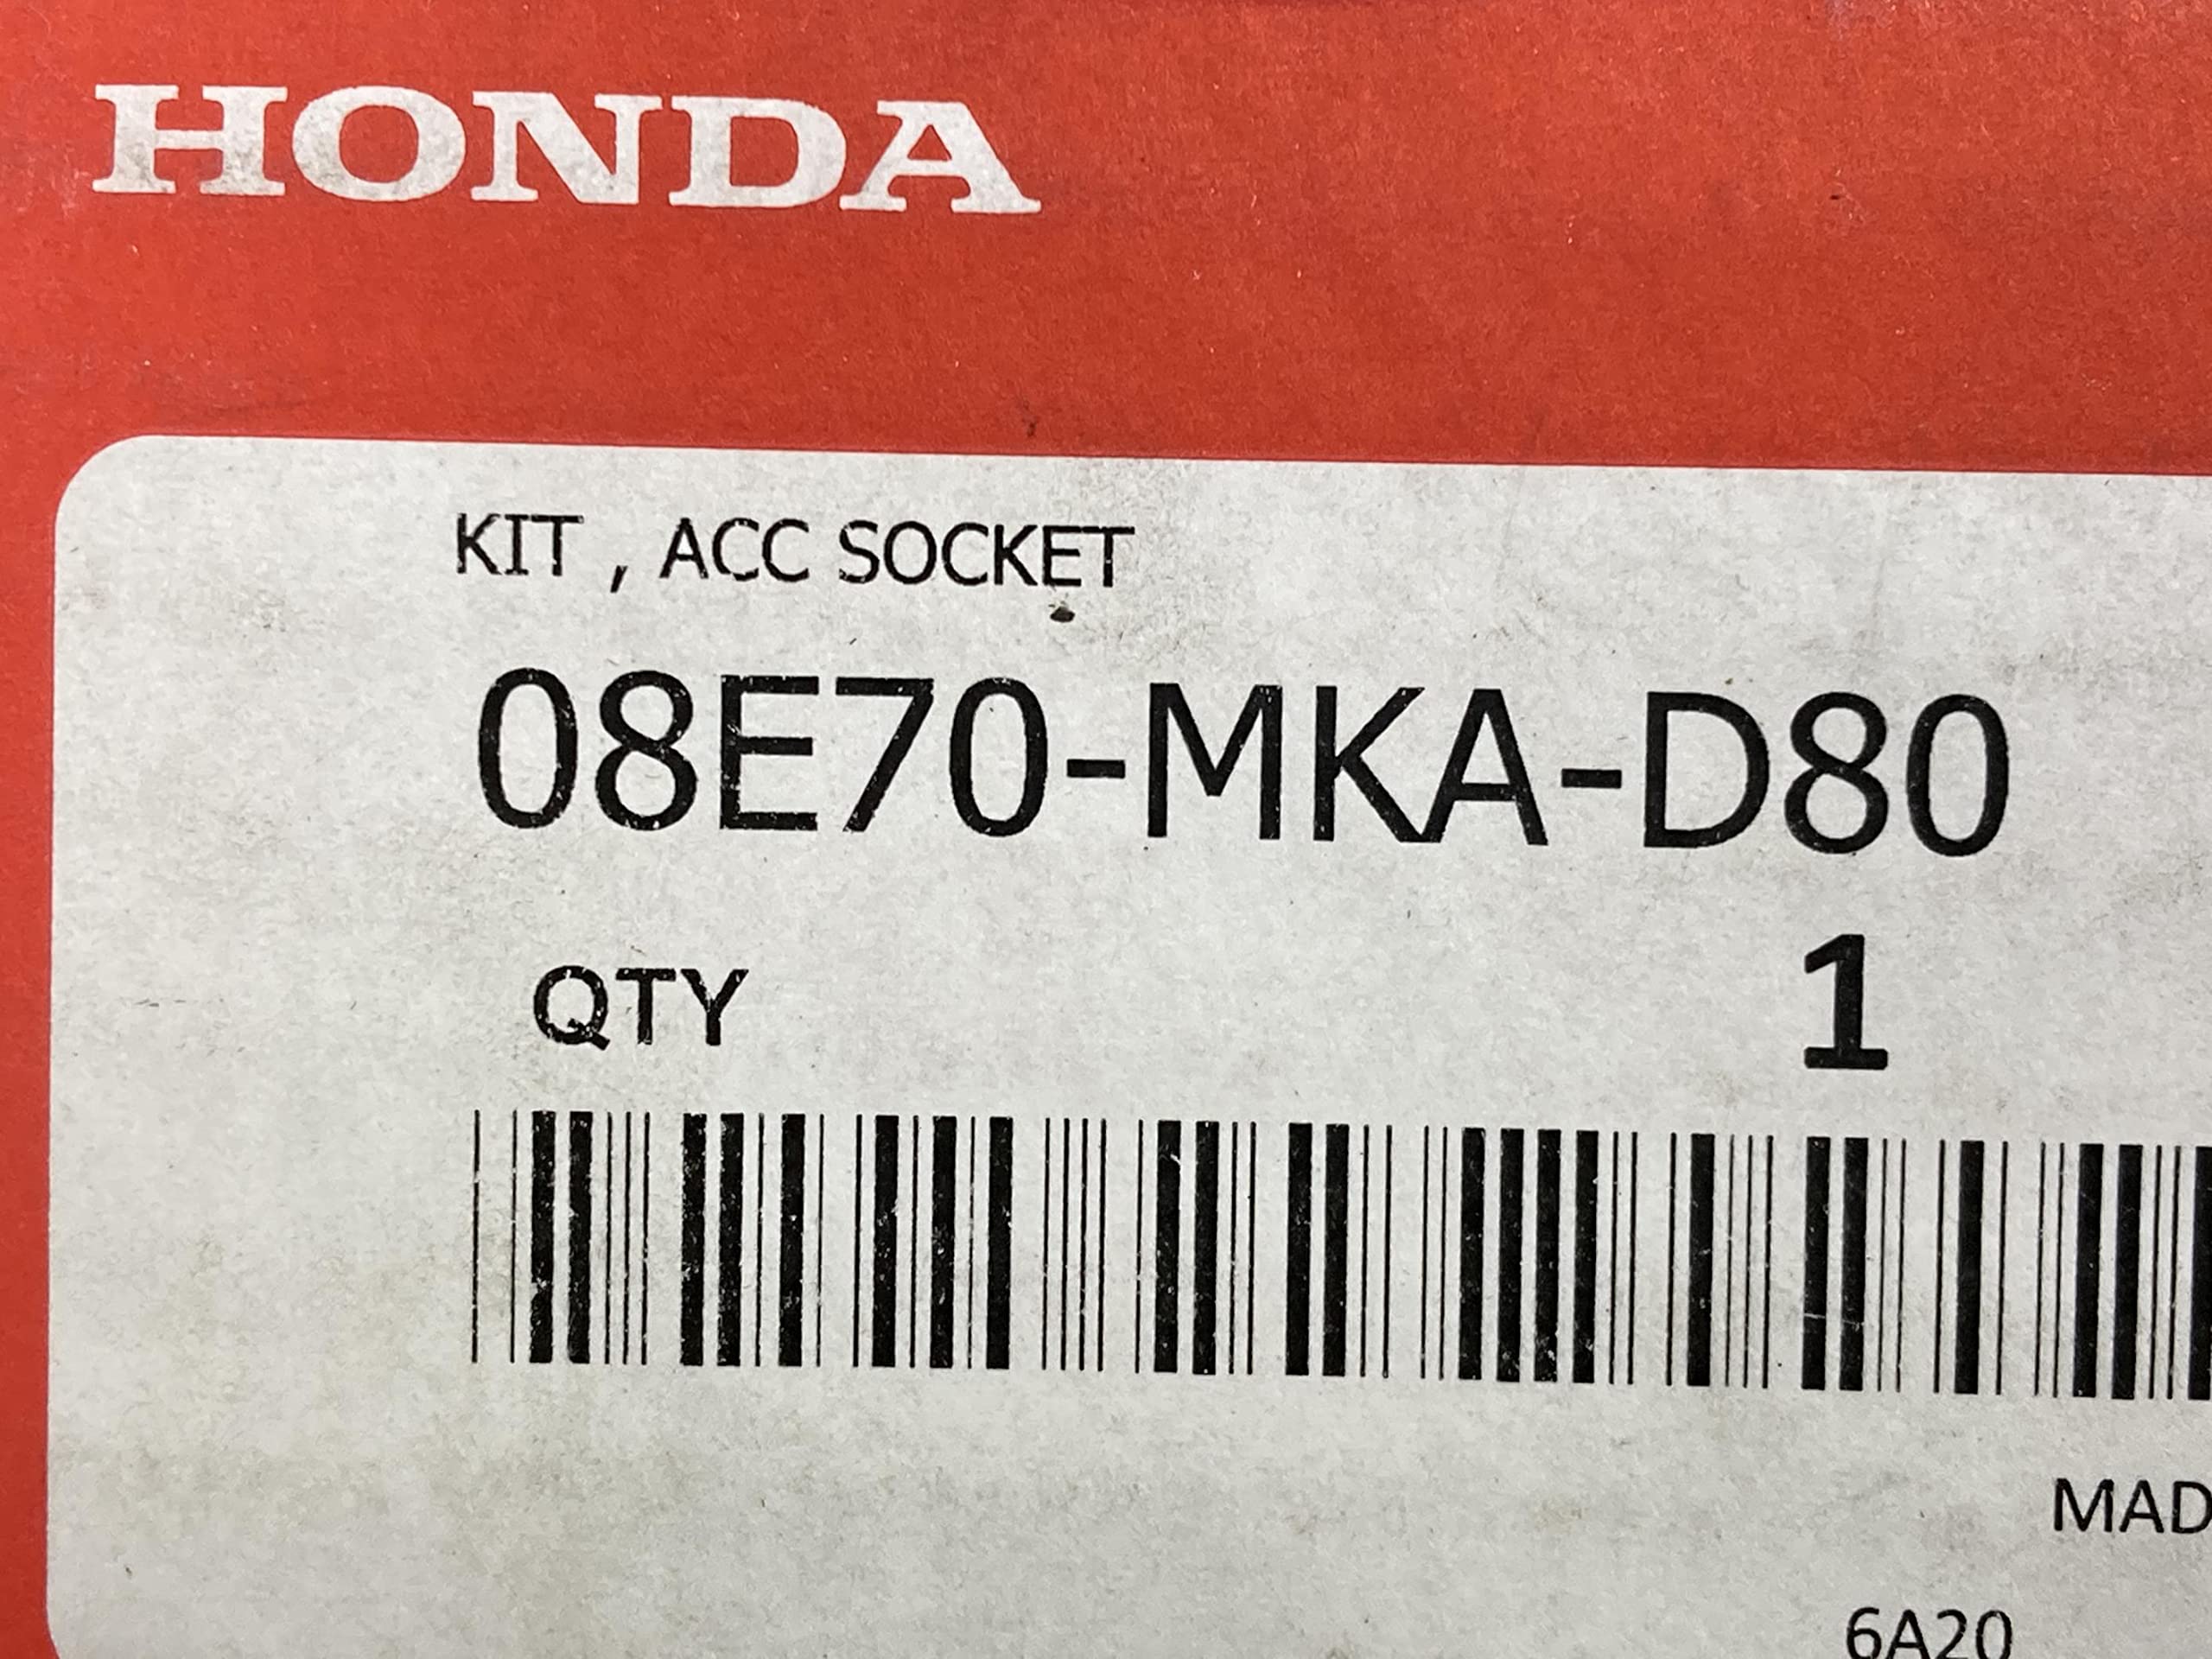 HONDA
KIT , ACC SOCKET
08E70-MKA-D80
QTY 1
MAD
6A20